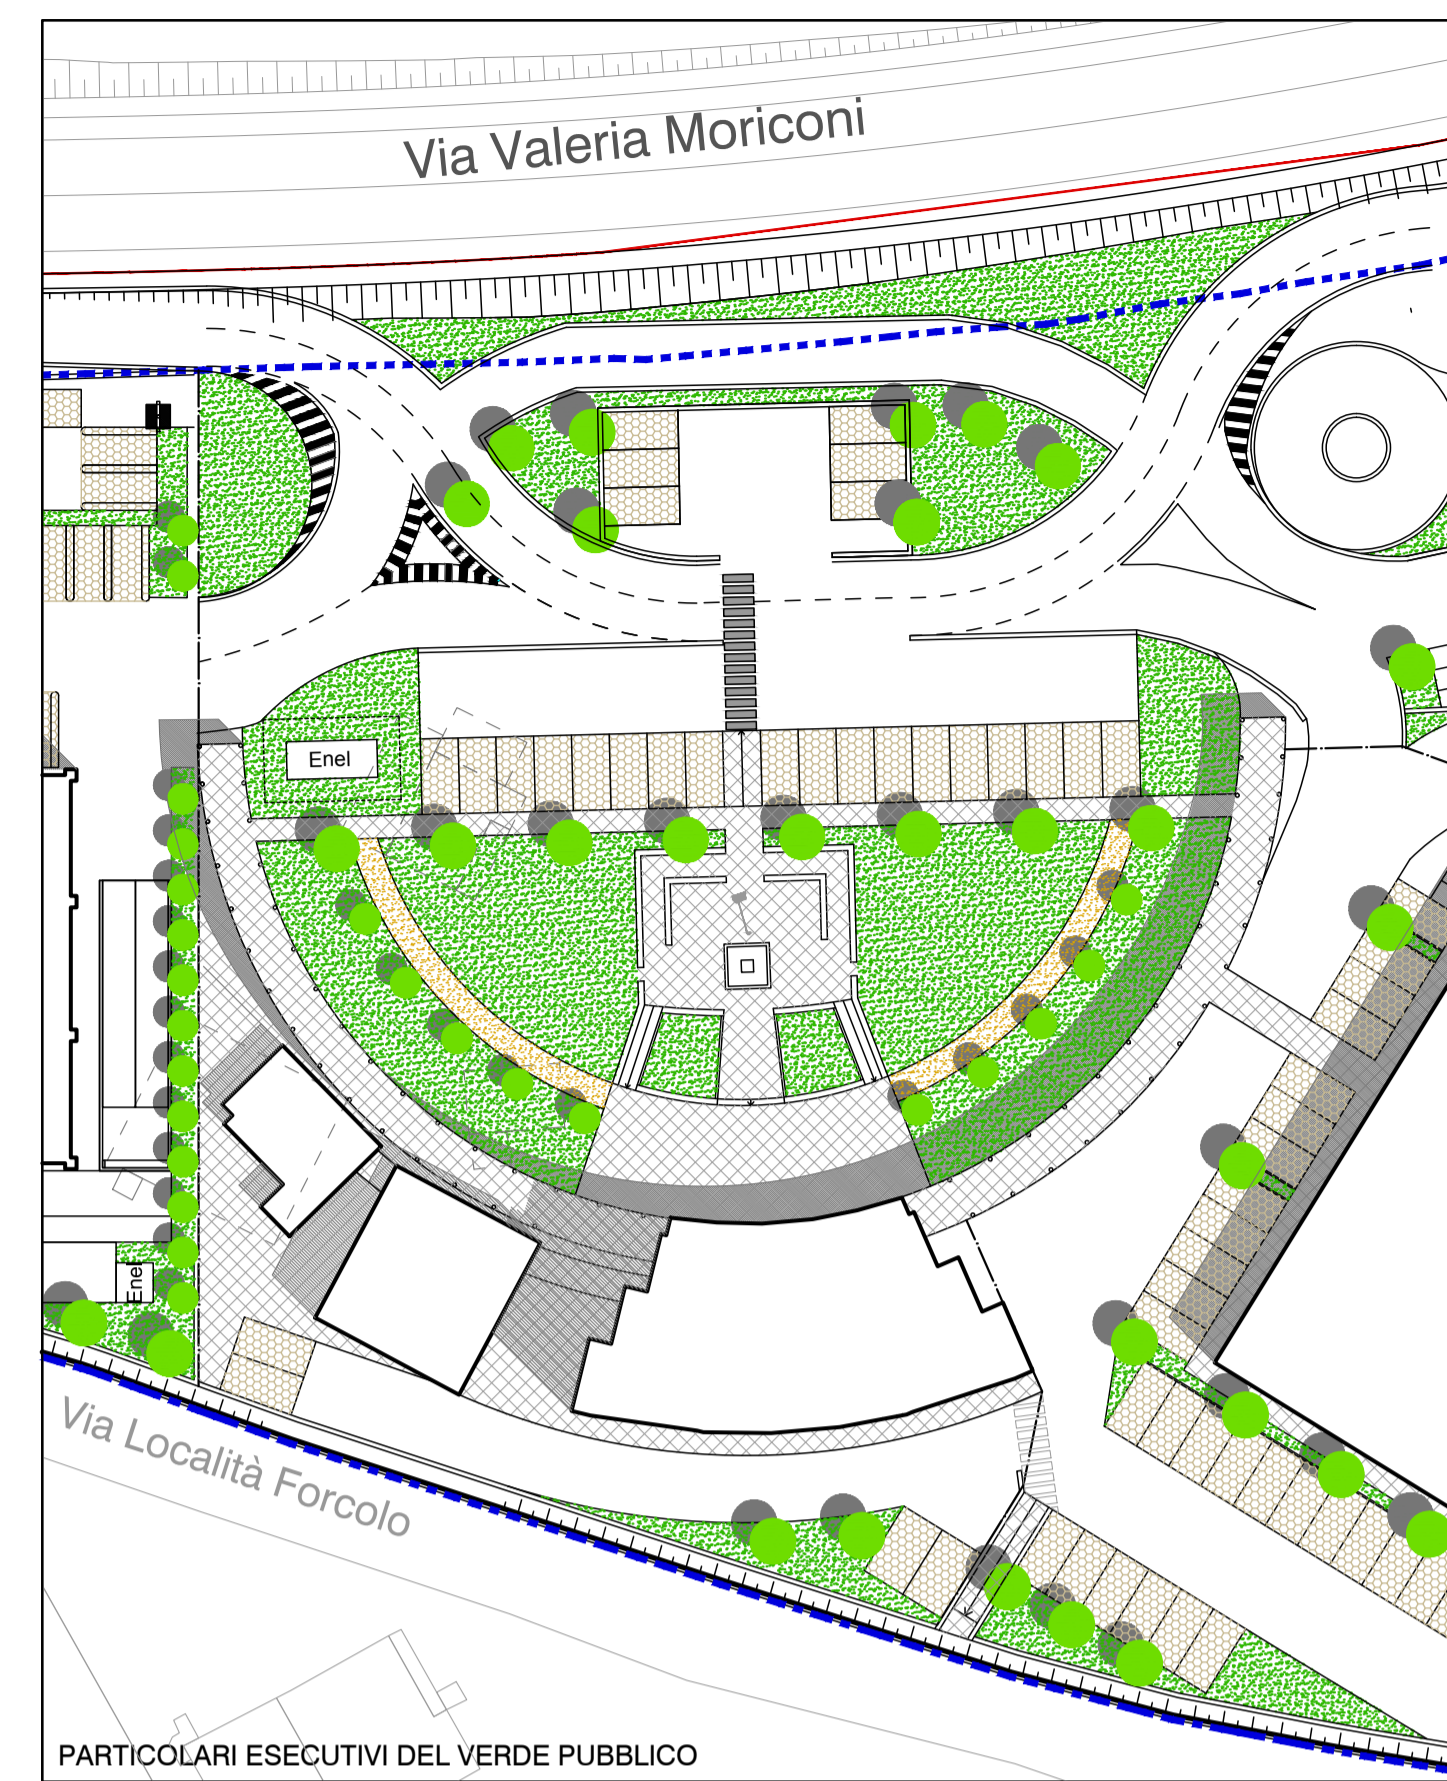 Via Valeria Moriconi
Enel
Enel
Via Località Forcolo
PARTICOLARI ESECUTIVI DEL VERDE PUBBLICO